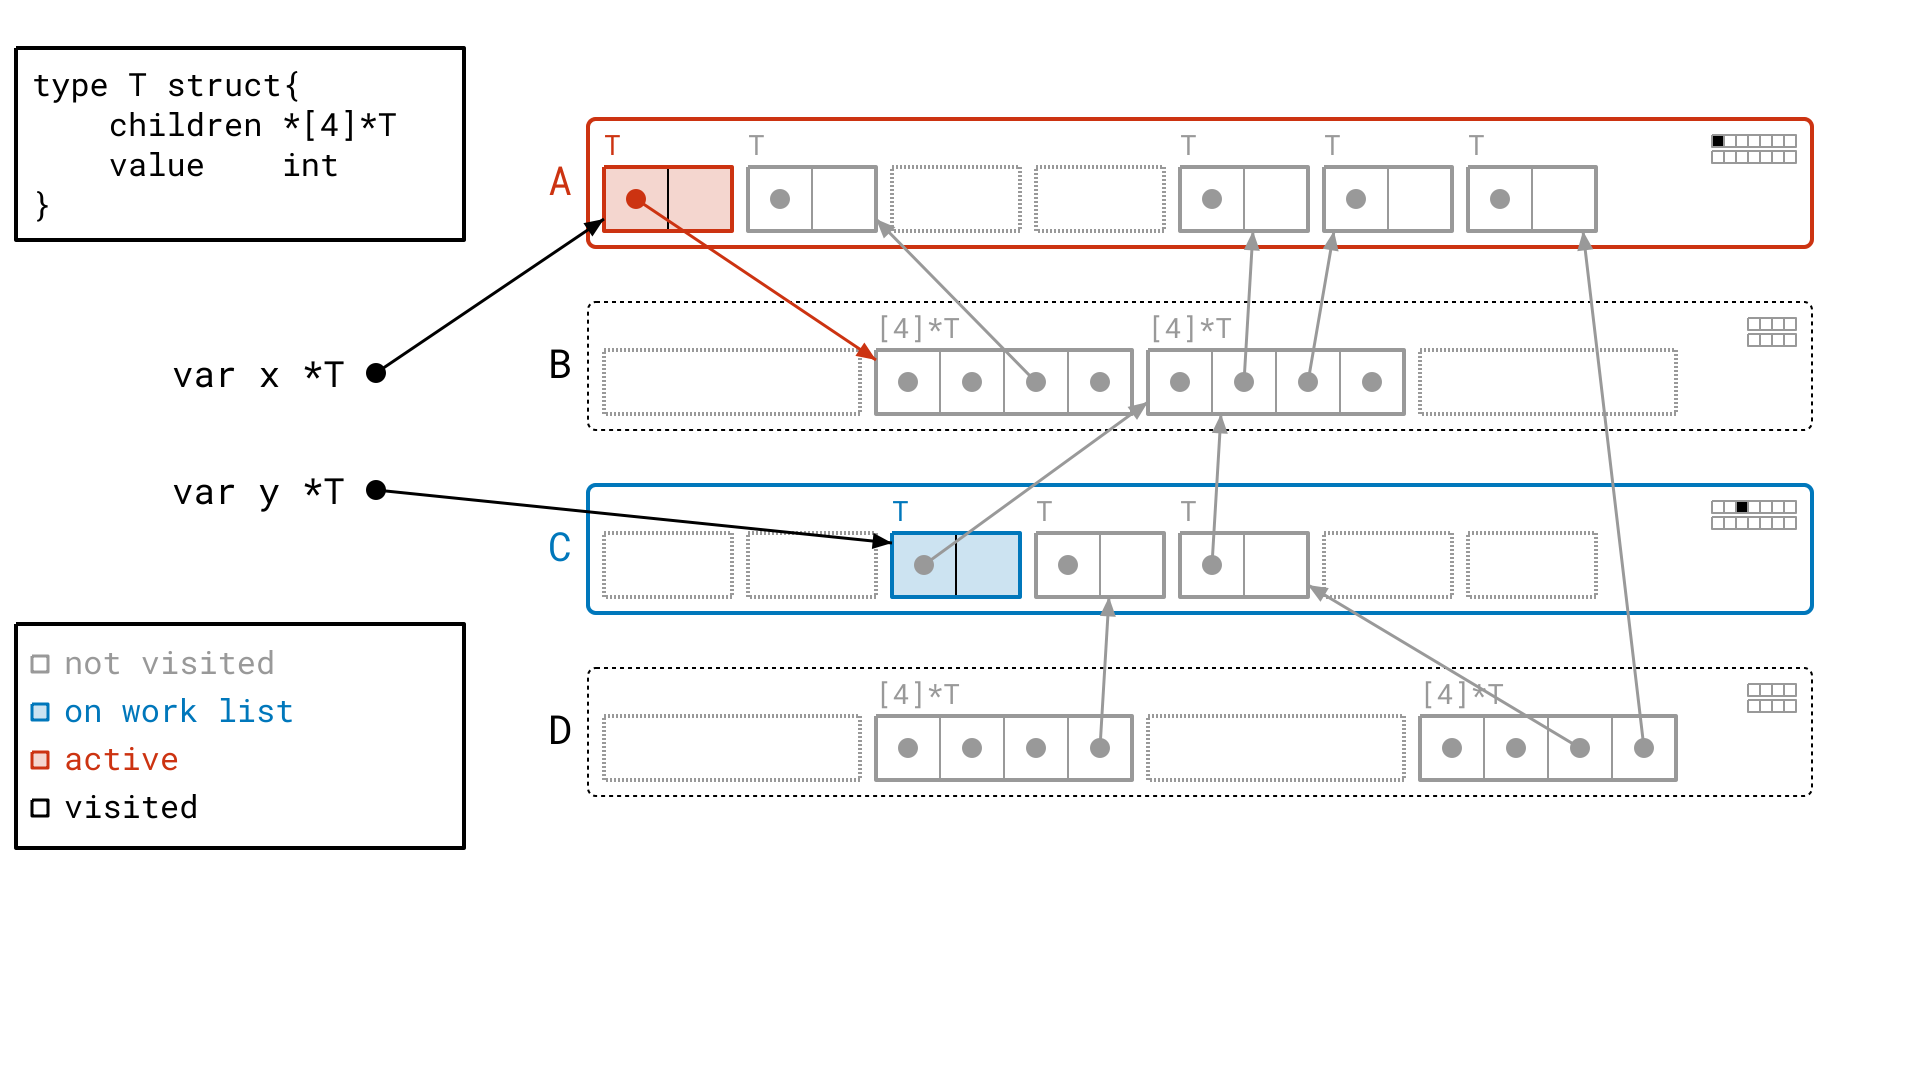 type T struct{
    children *[4]*T
    value    int
}
T T T T T
A
var x *T
[4]*T [4]*T
B
var y *T
T T T
C
not visited
on work list
active
visited
[4]*T [4]*T
D